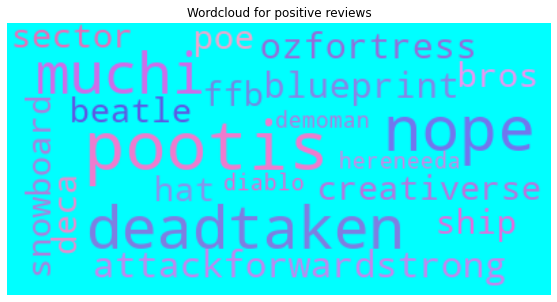 Wordcloud for positive reviews
sector
poe
ozfortress
muchi
ffb
blueprint
bros
beatle
demoman
nope
pootis
hereneeda
snowboard
deca
hat
diablo
creativerse
deadtaken
ship
attackforwardstrong